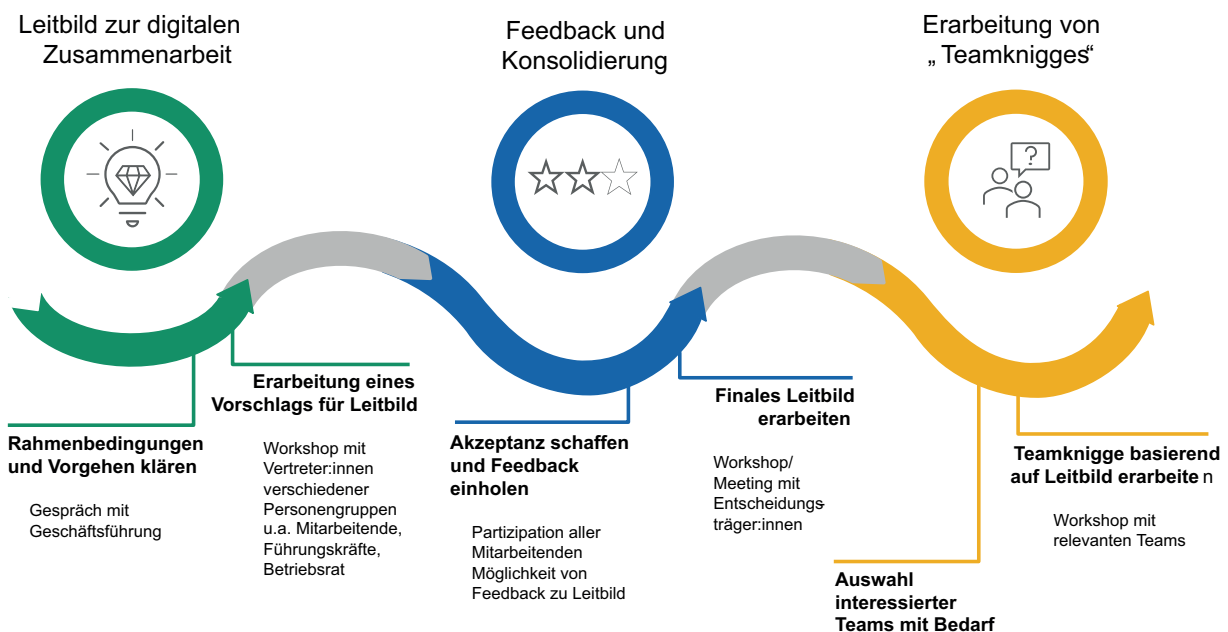 Leitbild zur digitalen
Zusammenarbeit
Feedback und
Konsolidierung
Erarbeitung von
„Teamknigges“
?
Rahmenbedingungen
und Vorgehen klären
Gespräch mit
Geschäftsführung
Erarbeitung eines
Vorschlags für Leitbild
Workshop mit
Vertreter:innen
verschiedener
Personengruppen
u.a. Mitarbeitende,
Führungskräfte,
Betriebsrat
Akzeptanz schaffen
und Feedback
einholen
Partizipation aller
Mitarbeitenden
Möglichkeit von
Feedback zu Leitbild
Finales Leitbild
erarbeiten
Workshop/
Meeting mit
Entscheidungs-
träger:innen
Auswahl
interessierter
Teams mit Bedarf
Teamknigge basierend
auf Leitbild erarbeiten
Workshop mit
relevanten Teams